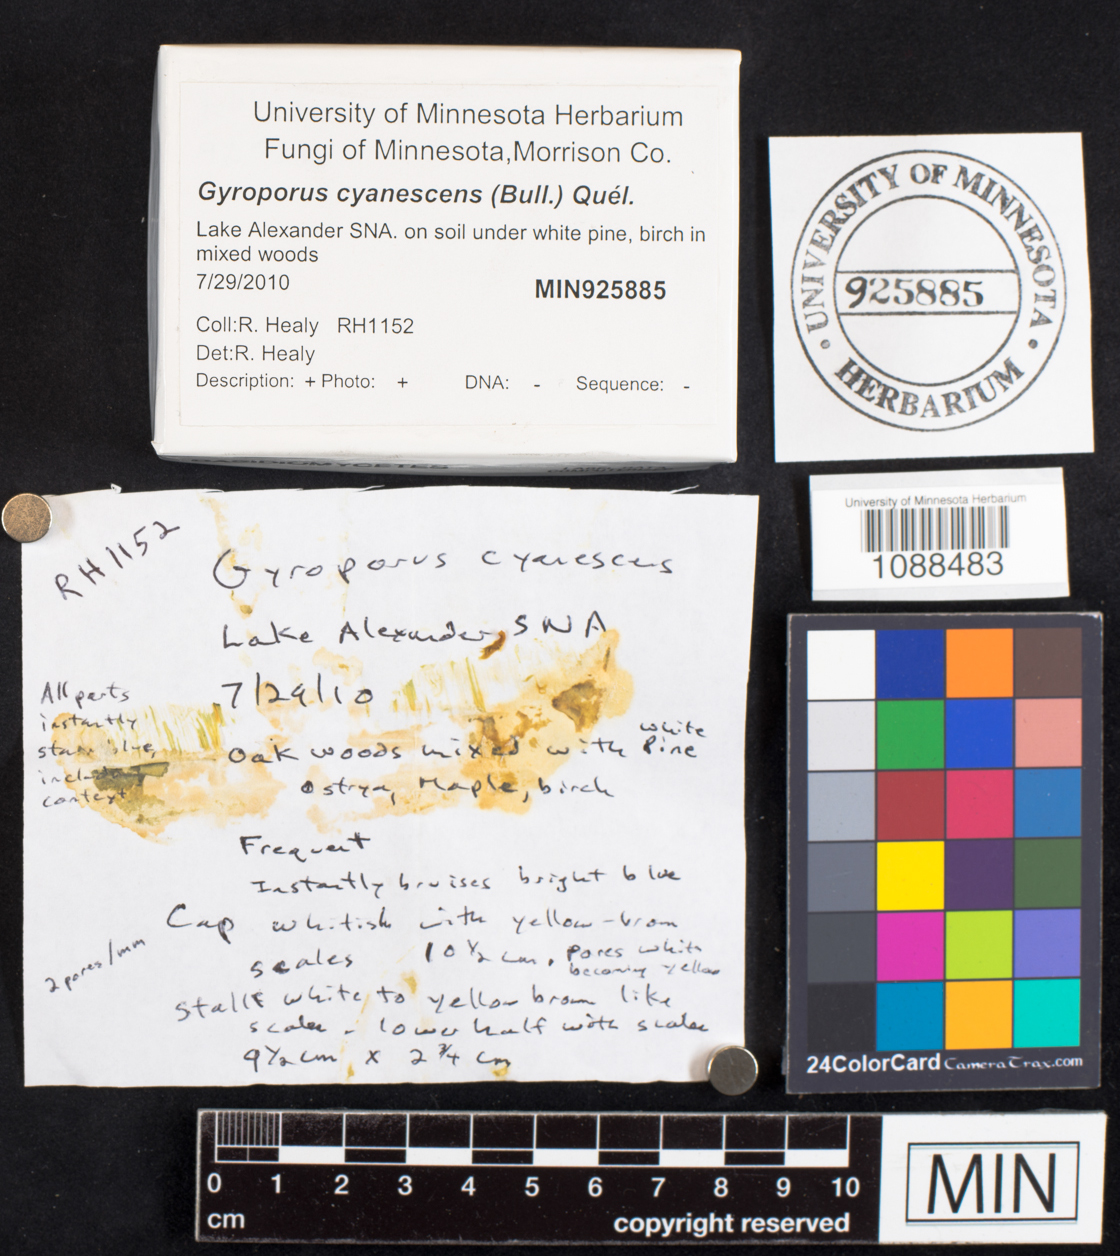 University of Minnesota Herbarium
Fungi of Minnesota,Morrison Co.
Gyroporus cyanescens (Bull.) Quél.
Lake Alexander SNA. on soil under white pine, birch in
mixed woods
7/29/2010
MIN925885
Coll:R. Healy RH1152
Det:R. Healy
Description: + Photo: + DNA: - Sequence: -
UNIVERSITY OF MINNESOTA
925885
• HERBARIUM •
University of Minnesota Herbarium
1088483
RH1152
Gyroporus cyanescens
Lake Alexander SNA
7/29/10
All parts
instantly
stain blue,
context
Oak woods mixed with white Pine
Ostrya, Maple, birch
Frequent
Instantly bruises bright blue
Cap whitish with yellow-brown
scales 10 ½ cm. Pores white
becoming yellow
2 pores/mm
Stalk white to yellow brown like
scales - lower half with scales
9½ cm x 2 ¾ cm
24ColorCard CameraTrax.com
0 1 2 3 4 5 6 7 8 9 10
cm copyright reserved
MIN